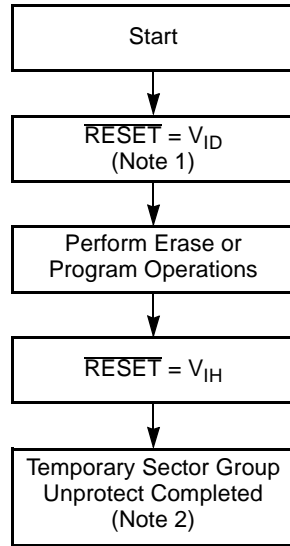 Start
RESET = VID
(Note 1)
Perform Erase or
Program Operations
RESET = VIH
Temporary Sector Group
Unprotect Completed
(Note 2)